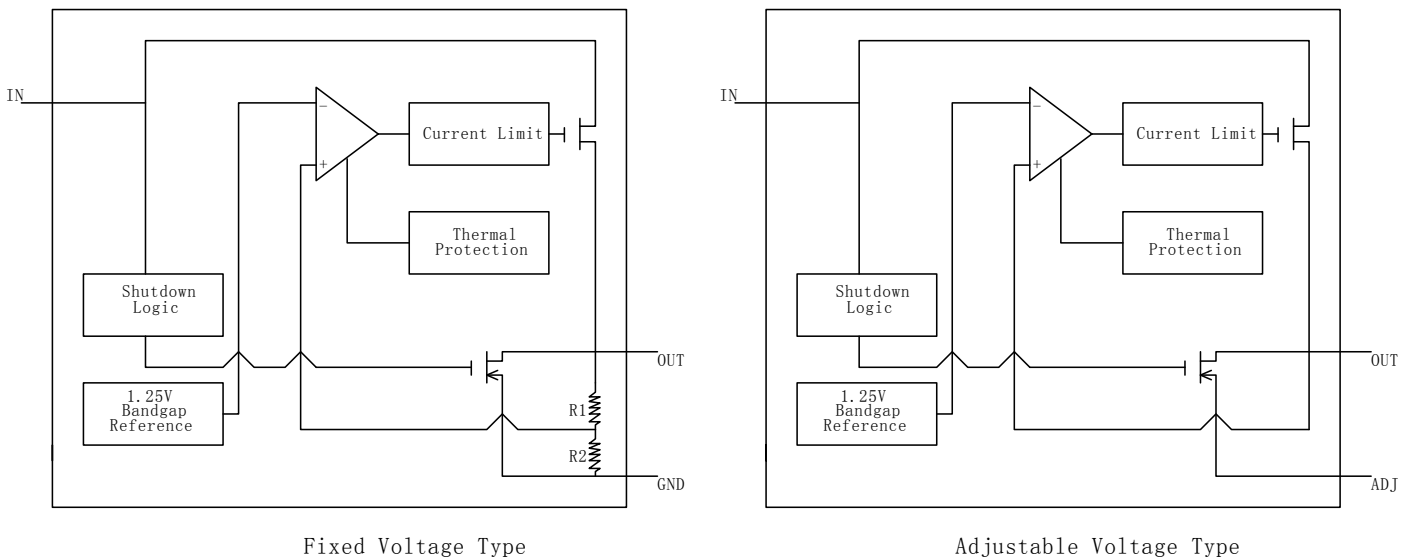 IN
−
+
Current Limit
Thermal
Protection
Shutdown
Logic
1.25V
Bandgap
Reference
R1
R2
OUT
GND
Fixed Voltage Type
IN
−
+
Current Limit
Thermal
Protection
Shutdown
Logic
1.25V
Bandgap
Reference
OUT
ADJ
Adjustable Voltage Type